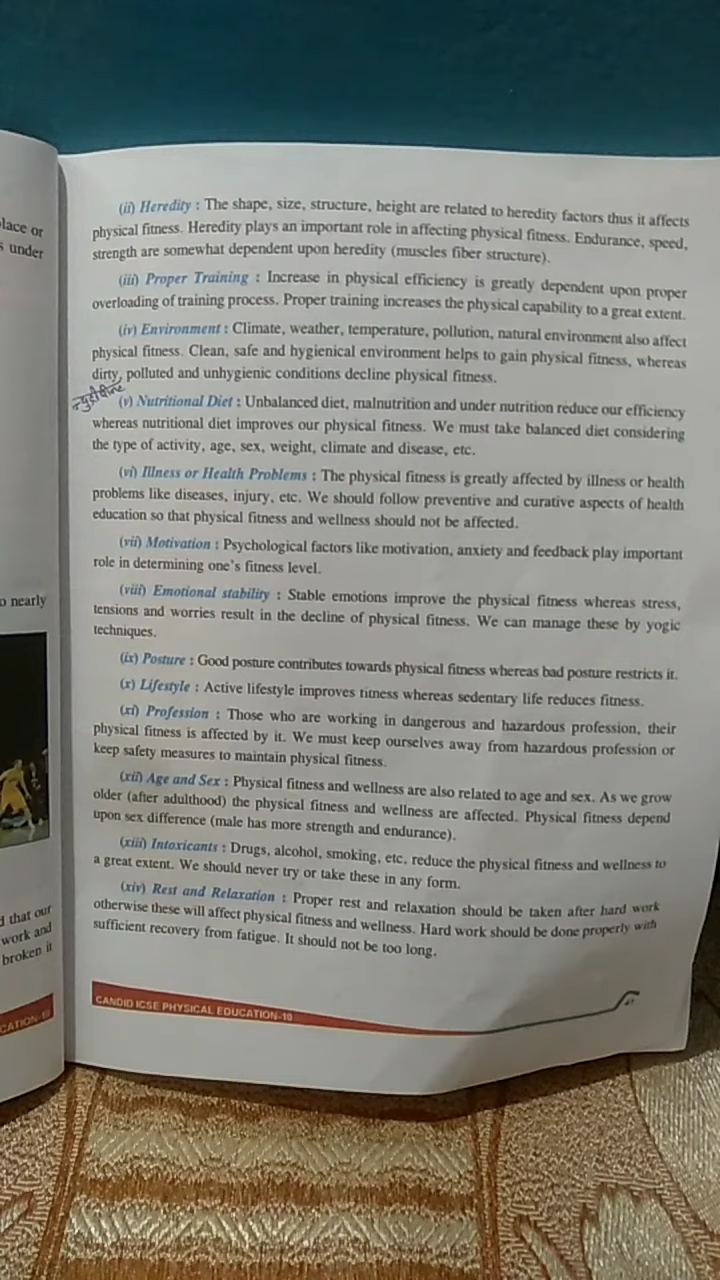 lace or
s under
o nearly
d that our
work and
broken it
CATION-10
(ii) Heredity : The shape, size, structure, height are related to heredity factors thus it affects
physical fitness. Heredity plays an important role in affecting physical fitness. Endurance, speed,
strength are somewhat dependent upon heredity (muscles fiber structure).
(iii) Proper Training : Increase in physical efficiency is greatly dependent upon proper
overloading of training process. Proper training increases the physical capability to a great extent.
(iv) Environment : Climate, weather, temperature, pollution, natural environment also affect
physical fitness. Clean, safe and hygienical environment helps to gain physical fitness, whereas
dirty, polluted and unhygienic conditions decline physical fitness.
(v) Nutritional Diet : Unbalanced diet, malnutrition and under nutrition reduce our efficiency
whereas nutritional diet improves our physical fitness. We must take balanced diet considering
the type of activity, age, sex, weight, climate and disease, etc.
(vi) Illness or Health Problems : The physical fitness is greatly affected by illness or health
problems like diseases, injury, etc. We should follow preventive and curative aspects of health
education so that physical fitness and wellness should not be affected.
(vii) Motivation : Psychological factors like motivation, anxiety and feedback play important
role in determining one's fitness level.
(viii) Emotional stability : Stable emotions improve the physical fitness whereas stress,
tensions and worries result in the decline of physical fitness. We can manage these by yogic
techniques.
(ix) Posture : Good posture contributes towards physical fitness whereas bad posture restricts it.
(x) Lifestyle : Active lifestyle improves fitness whereas sedentary life reduces fitness.
(xi) Profession : Those who are working in dangerous and hazardous profession, their
physical fitness is affected by it. We must keep ourselves away from hazardous profession or
keep safety measures to maintain physical fitness.
(xii) Age and Sex : Physical fitness and wellness are also related to age and sex. As we grow
older (after adulthood) the physical fitness and wellness are affected. Physical fitness depend
upon sex difference (male has more strength and endurance).
(xiii) Intoxicants : Drugs, alcohol, smoking, etc. reduce the physical fitness and wellness to
a great extent. We should never try or take these in any form.
(xiv) Rest and Relaxation : Proper rest and relaxation should be taken after hard work
otherwise these will affect physical fitness and wellness. Hard work should be done properly with
sufficient recovery from fatigue. It should not be too long.
CANDID ICSE PHYSICAL EDUCATION-10